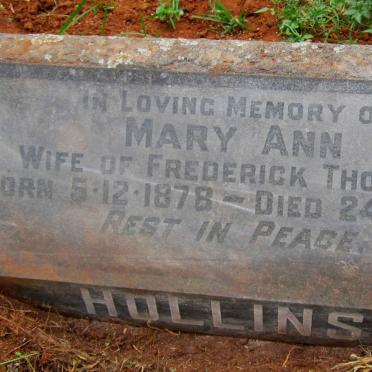 IN LOVING MEMORY O
MARY ANN
WIFE OF FREDERICK THO
ORN 5·12·1878 – DIED 24
REST IN PEACE.
HOLLINS